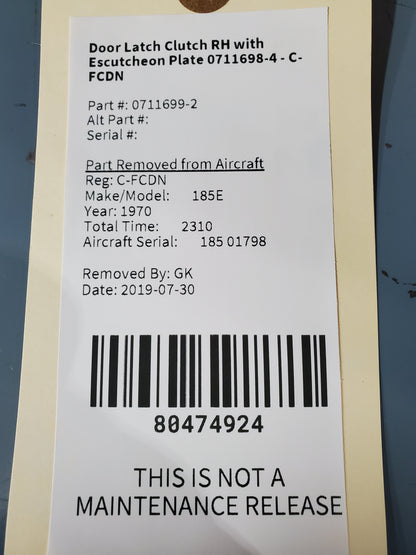 Door Latch Clutch RH with
Escutcheon Plate 0711698-4 - C-
FCDN
Part #: 0711699-2
Alt Part #:
Serial #:
Part Removed from Aircraft
Reg: C-FCDN
Make/Model: 185E
Year: 1970
Total Time: 2310
Aircraft Serial: 185 01798
Removed By: GK
Date: 2019-07-30
80474924
THIS IS NOT A
MAINTENANCE RELEASE